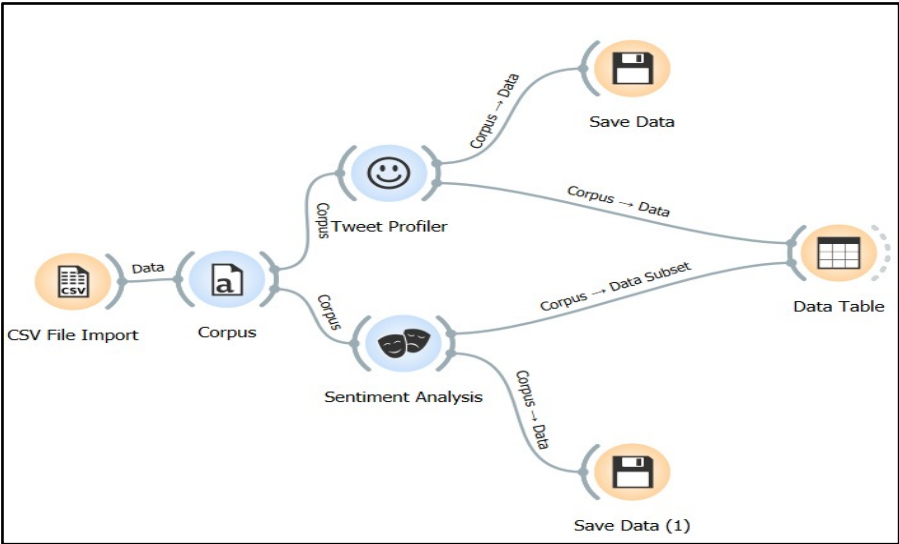 Corpus → Data
Save Data
Tweet Profiler
Corpus
Corpus → Data
CSV
Data
a
CSV File Import
Corpus
Corpus
Corpus → Data Subset
Data Table
Sentiment Analysis
Corpus → Data
Save Data (1)